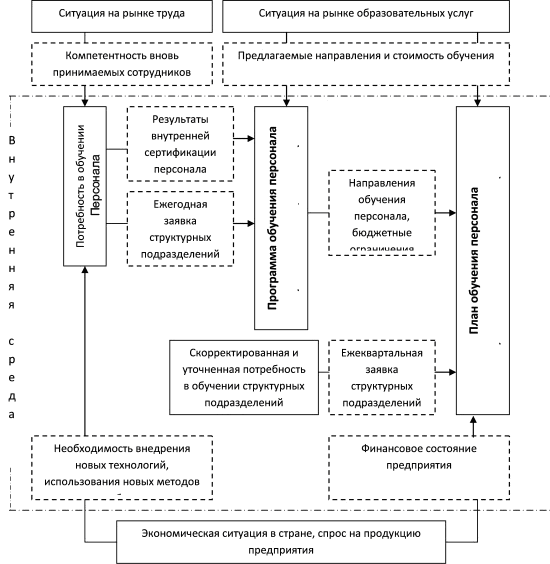 Ситуация на рынке труда
Ситуация на рынке образовательных услуг
Компетентность вновь
принимаемых сотрудников
Предлагаемые направления и стоимость обучения
Внутренняя среда
Потребность в обучении
Персонала
Результаты
внутренней
сертификации
персонала
Ежегодная
заявка
структурных
подразделений
Программа обучения персонала
Направления
обучения
персонала,
бюджетные
ограничения
План обучения персонала
Скорректированная и
уточненная потребность
в обучении структурных
подразделений
Ежеквартальная
заявка
структурных
подразделений
Необходимость внедрения
новых технологий,
использования новых методов
Финансовое состояние
предприятия
Экономическая ситуация в стране, спрос на продукцию
предприятия